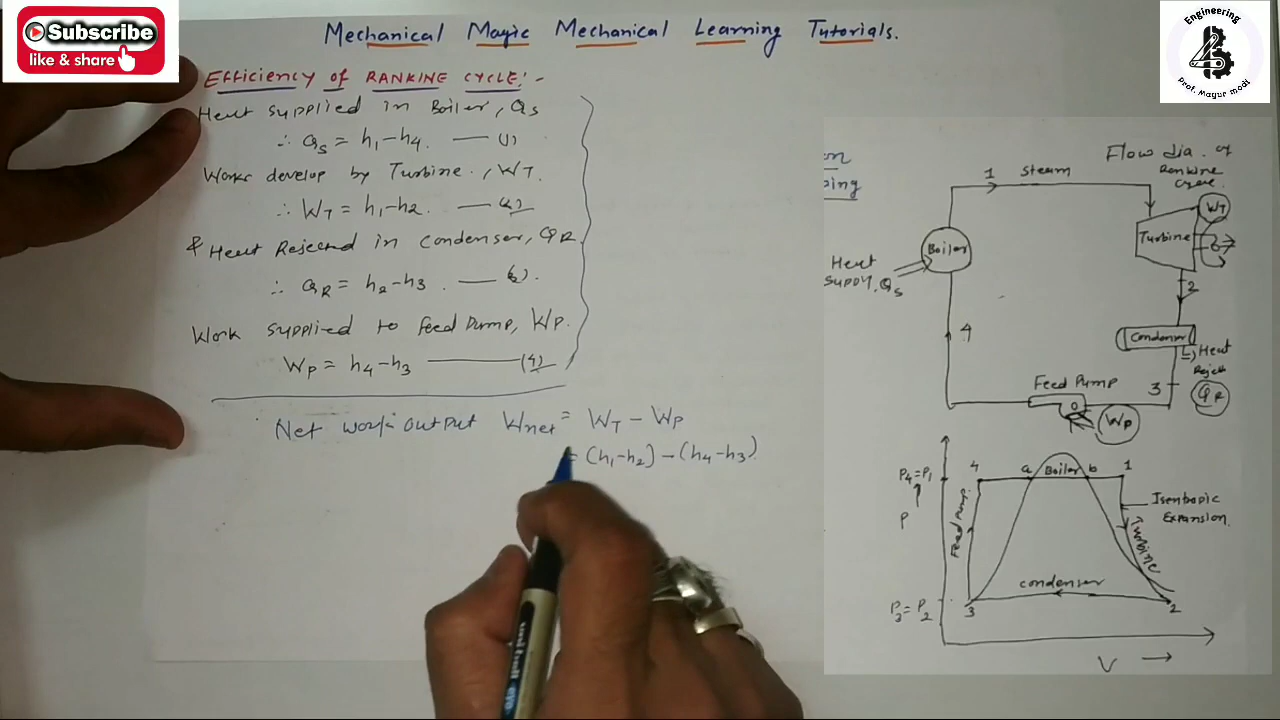 Subscribe
like & share
Mechanical Magic Mechanical Learning Tutorials.
Engineering
Prof. Mayur modi
Efficiency of RANKINE CYCLE:-
Heat supplied in Boiler, Qs
∴ Qs = h1-h4. — (1)
Works develop by Turbine., WT.
∴ WT = h1-h2. — (2)
& Heat Rejected in Condenser, QR.
∴ QR = h2-h3. — (3).
Work supplied to feed Pump, WP.
WP = h4-h3 — (4)
Net work output Wnet = WT - WP
= (h1-h2) - (h4-h3).
on
ping
Flow dia. of
Rankine
cycle.
1 Steam
WT
Turbine
Boiler
Heat
supply, Qs
2
Condenser
Heat
Reject
QR
4
3
Feed Pump
WP
P4=P1
4 a Boiler b 1
P
Feed Pump
Isentropic
Expansion.
Turbine
condenser
P3=P2
3
2
V